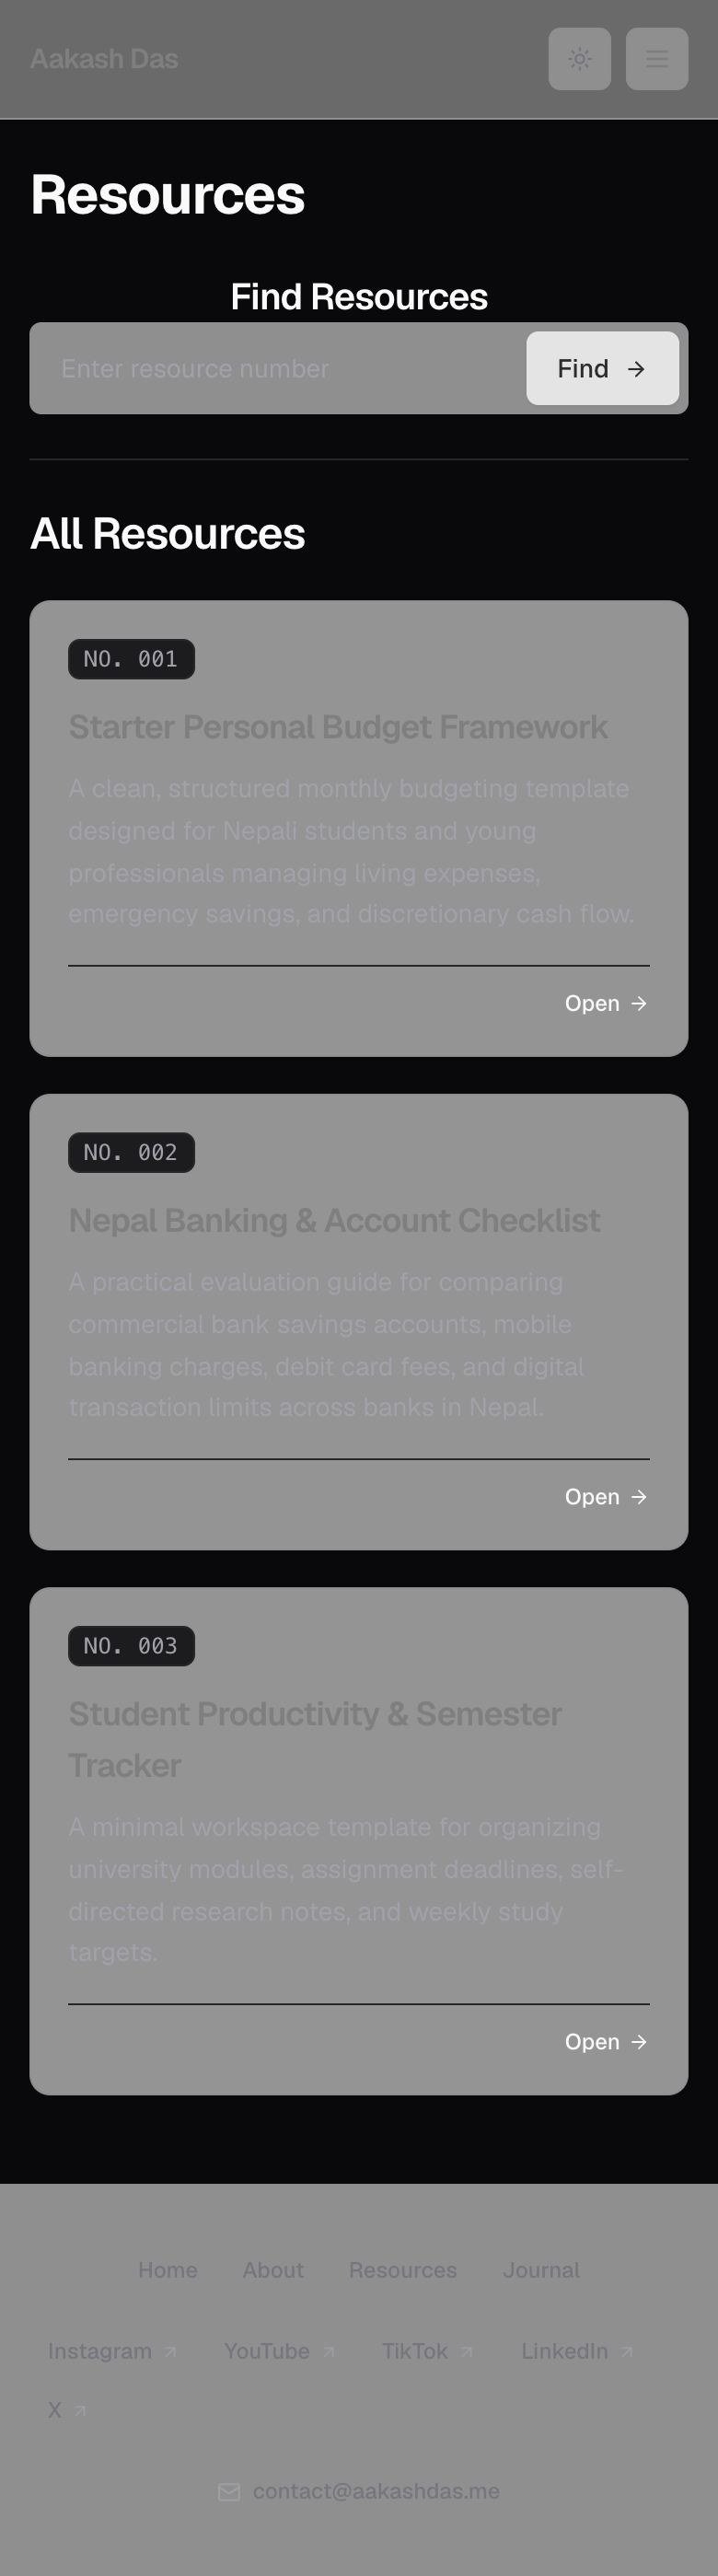 Aakash Das
Resources
Find Resources
Enter resource number
Find →
All Resources
NO. 001
Starter Personal Budget Framework
A clean, structured monthly budgeting template
designed for Nepali students and young
professionals managing living expenses,
emergency savings, and discretionary cash flow.
Open →
NO. 002
Nepal Banking & Account Checklist
A practical evaluation guide for comparing
commercial bank savings accounts, mobile
banking charges, debit card fees, and digital
transaction limits across banks in Nepal.
Open →
NO. 003
Student Productivity & Semester
Tracker
A minimal workspace template for organizing
university modules, assignment deadlines, self-
directed research notes, and weekly study
targets.
Open →
Home About Resources Journal
Instagram ↗ YouTube ↗ TikTok ↗ LinkedIn ↗
X ↗
contact@aakashdas.me